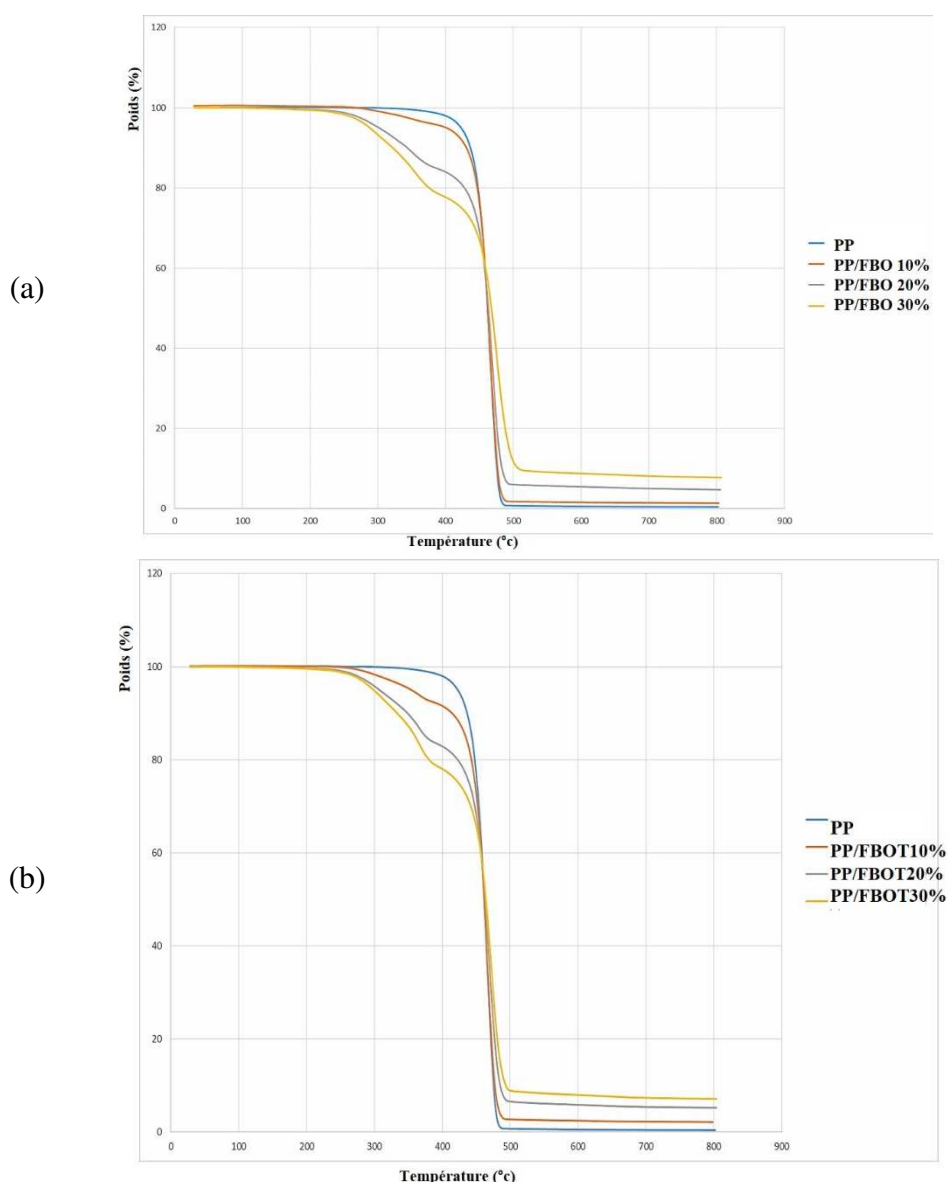 (a)
Poids (%)
120
100
80
60
40
20
0
0 100 200 300 400 500 600 700 800 900
Température (°c)
PP
PP/FBO 10%
PP/FBO 20%
PP/FBO 30%
(b)
Poids (%)
120
100
80
60
40
20
0
0 100 200 300 400 500 600 700 800 900
Température (°c)
PP
PP/FBOT10%
PP/FBOT20%
PP/FBOT30%